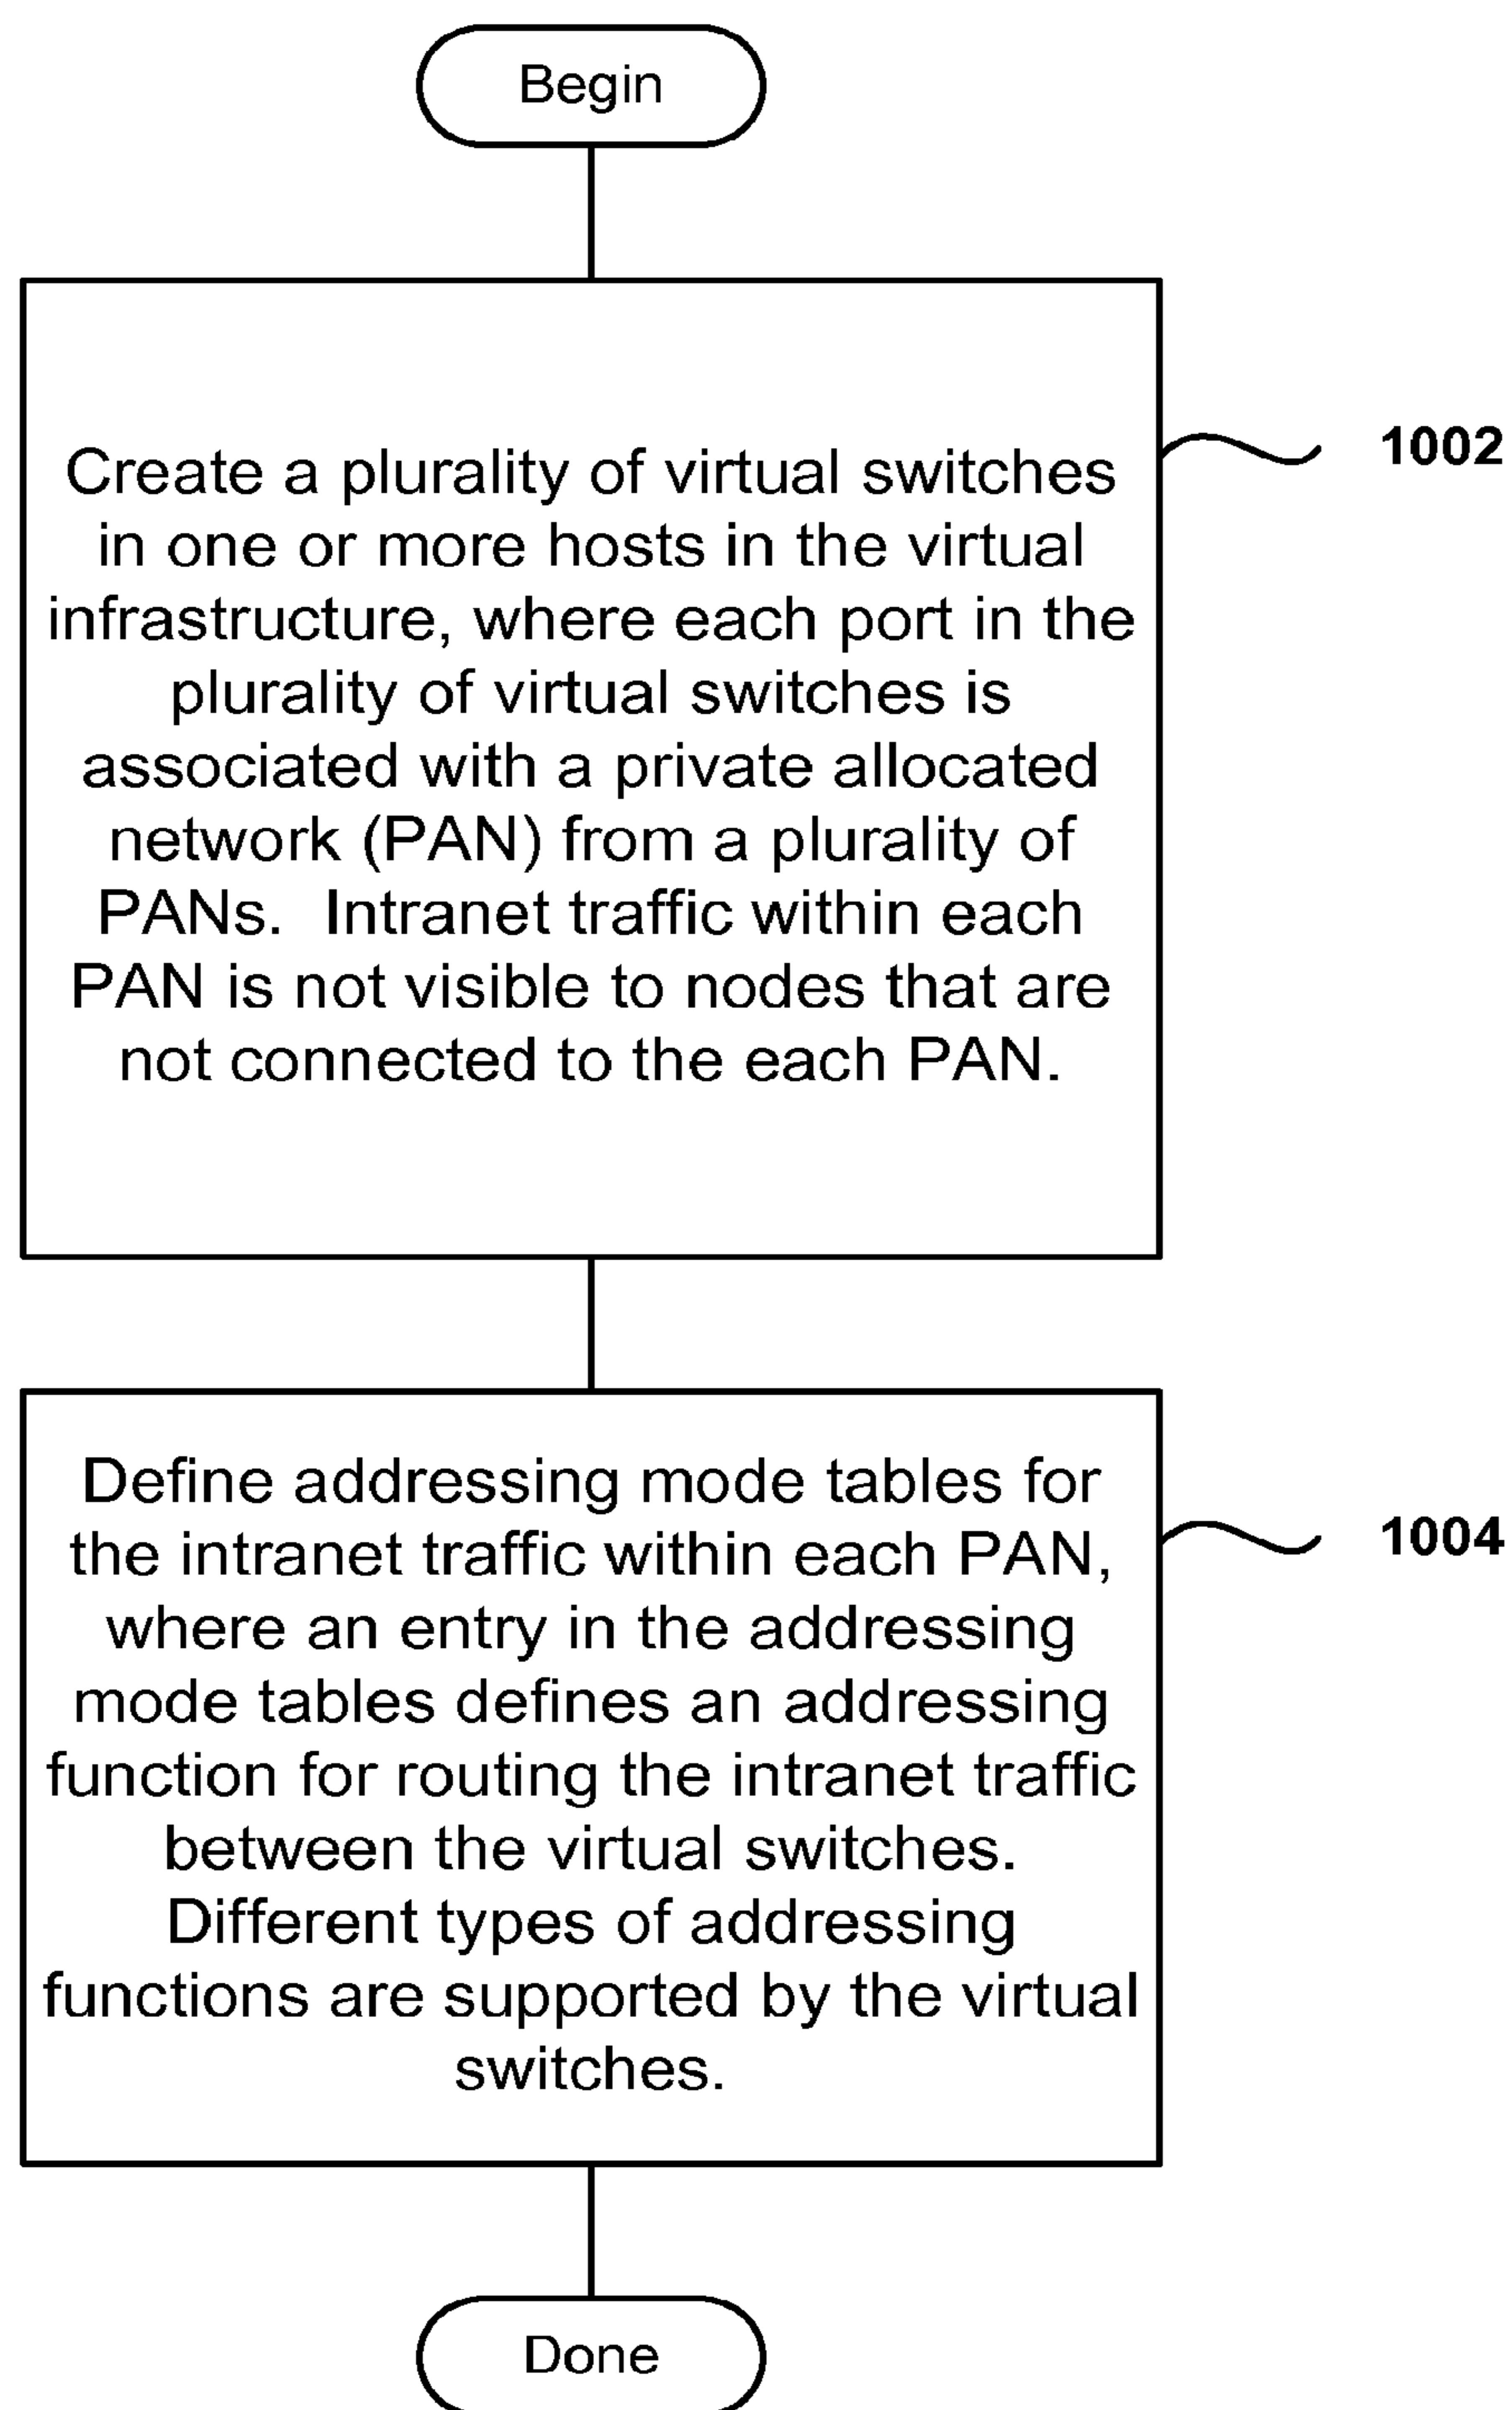 Begin
Create a plurality of virtual switches
in one or more hosts in the virtual
infrastructure, where each port in the
plurality of virtual switches is
associated with a private allocated
network (PAN) from a plurality of
PANs.  Intranet traffic within each
PAN is not visible to nodes that are
not connected to the each PAN.
1002
Define addressing mode tables for
the intranet traffic within each PAN,
where an entry in the addressing
mode tables defines an addressing
function for routing the intranet traffic
between the virtual switches.
Different types of addressing
functions are supported by the virtual
switches.
1004
Done